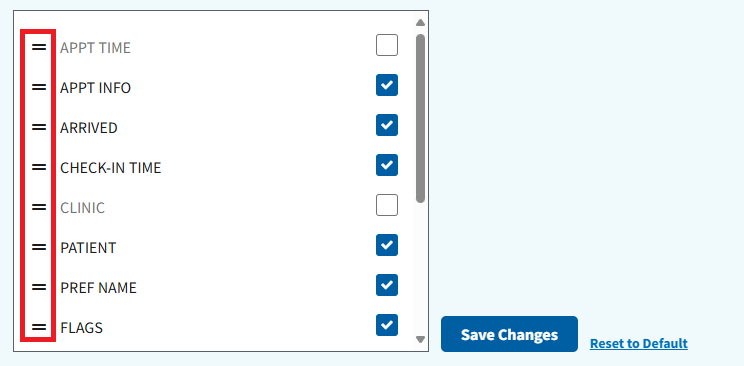 APPT TIME
APPT INFO
ARRIVED
CHECK-IN TIME
CLINIC
PATIENT
PREF NAME
FLAGS
Save Changes
Reset to Default